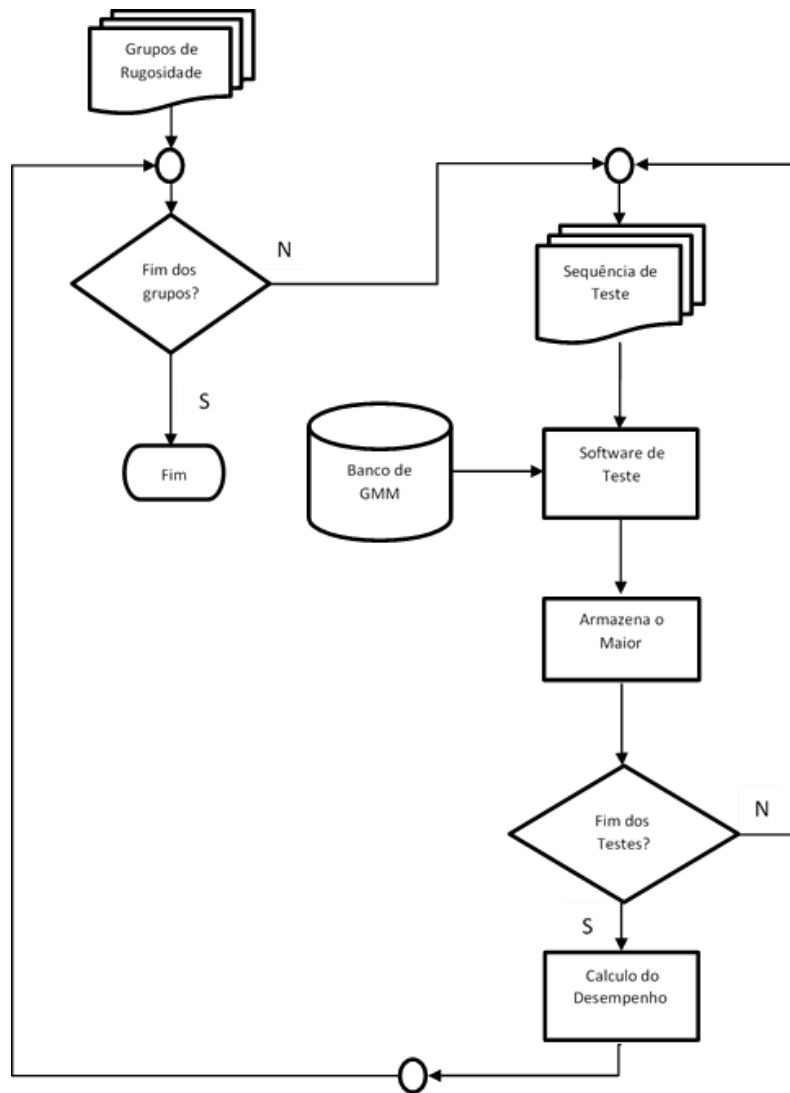 Grupos de
Rugosidade
Fim dos
grupos?
N
S
Fim
Sequência de
Teste
Banco de
GMM
Software de
Teste
Armazena o
Maior
Fim dos
Testes?
N
S
Calculo do
Desempenho